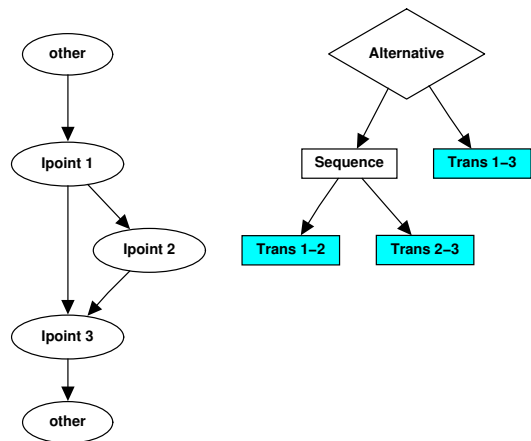 other
Ipoint 1
Ipoint 2
Ipoint 3
other
Alternative
Sequence
Trans 1–3
Trans 1–2
Trans 2–3